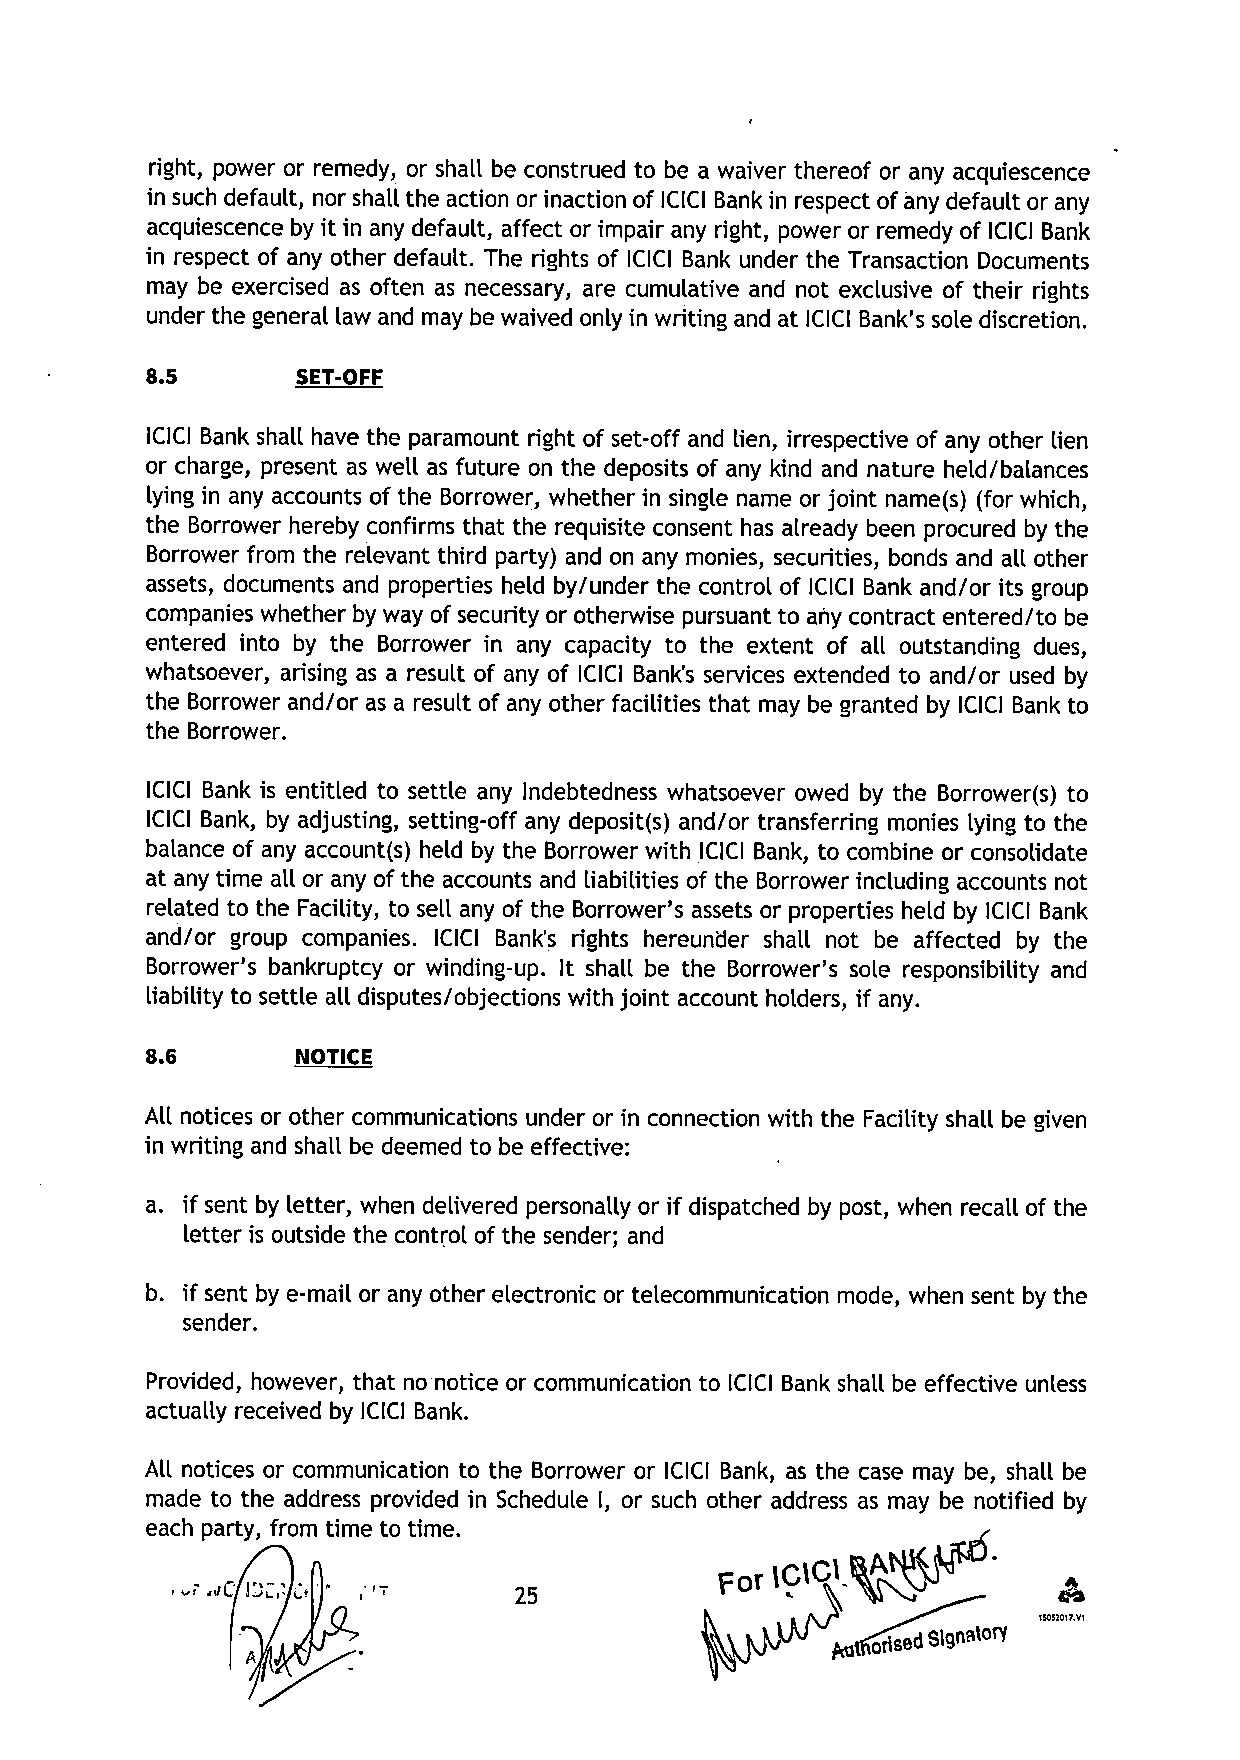 right, power or remedy, or shall be construed to be a waiver thereof or any acquiescence
in such default, nor shall the action or inaction of ICICI Bank in respect of any default or any
acquiescence by it in any default, affect or impair any right, power or remedy of ICICI Bank
in respect of any other default. The rights of ICICI Bank under the Transaction Documents
may be exercised as often as necessary, are cumulative and not exclusive of their rights
under the general law and may be waived only in writing and at ICICI Bank's sole discretion.
8.5 SET-OFF
ICICI Bank shall have the paramount right of set-off and lien, irrespective of any other lien
or charge, present as well as future on the deposits of any kind and nature held/balances
lying in any accounts of the Borrower, whether in single name or joint name(s) (for which,
the Borrower hereby confirms that the requisite consent has already been procured by the
Borrower from the relevant third party) and on any monies, securities, bonds and all other
assets, documents and properties held by/under the control of ICICI Bank and/or its group
companies whether by way of security or otherwise pursuant to any contract entered/to be
entered into by the Borrower in any capacity to the extent of all outstanding dues,
whatsoever, arising as a result of any of ICICI Bank's services extended to and/or used by
the Borrower and/or as a result of any other facilities that may be granted by ICICI Bank to
the Borrower.
ICICI Bank is entitled to settle any Indebtedness whatsoever owed by the Borrower(s) to
ICICI Bank, by adjusting, setting-off any deposit(s) and/or transferring monies lying to the
balance of any account(s) held by the Borrower with ICICI Bank, to combine or consolidate
at any time all or any of the accounts and liabilities of the Borrower including accounts not
related to the Facility, to sell any of the Borrower's assets or properties held by ICICI Bank
and/or group companies. ICICI Bank's rights hereunder shall not be affected by the
Borrower's bankruptcy or winding-up. It shall be the Borrower's sole responsibility and
liability to settle all disputes/objections with joint account holders, if any.
8.6 NOTICE
All notices or other communications under or in connection with the Facility shall be given
in writing and shall be deemed to be effective:
a. if sent by letter, when delivered personally or if dispatched by post, when recall of the
letter is outside the control of the sender; and
b. if sent by e-mail or any other electronic or telecommunication mode, when sent by the
sender.
Provided, however, that no notice or communication to ICICI Bank shall be effective unless
actually received by ICICI Bank.
All notices or communication to the Borrower or ICICI Bank, as the case may be, shall be
made to the address provided in Schedule I, or such other address as may be notified by
each party, from time to time.
25
For ICICI BANK LTD.
Authorised Signatory
15052017.V1